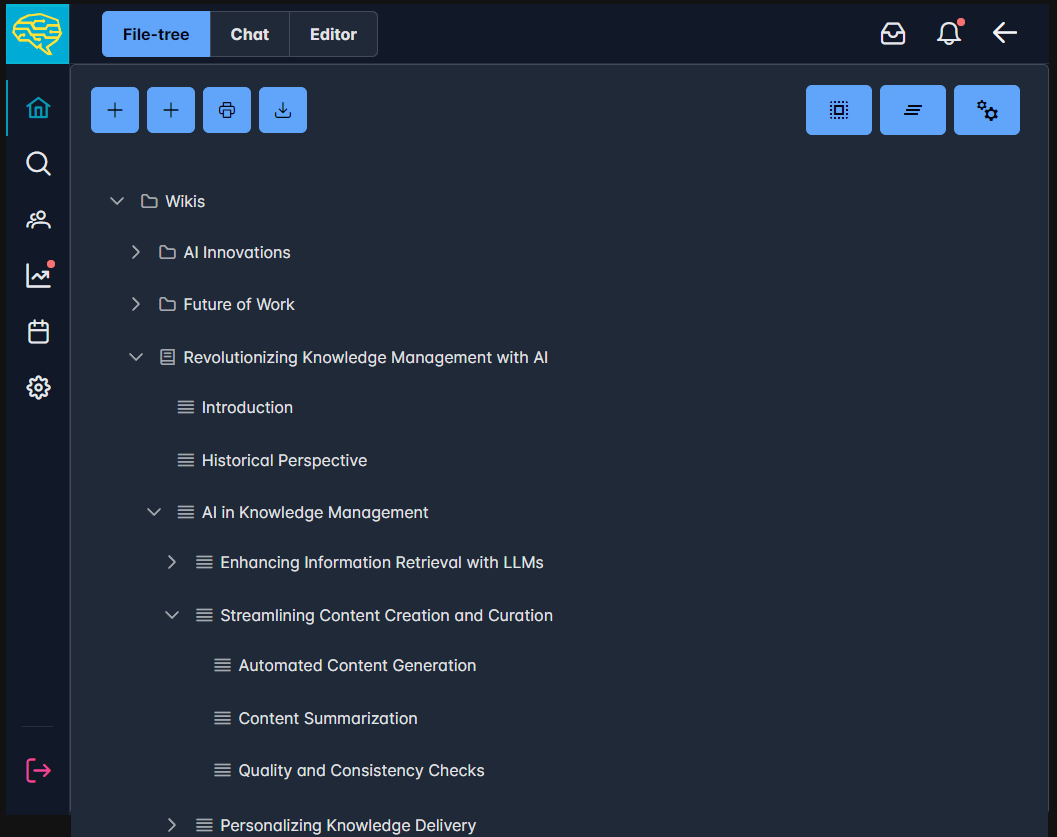 File-tree
Chat
Editor
Wikis
AI Innovations
Future of Work
Revolutionizing Knowledge Management with AI
Introduction
Historical Perspective
AI in Knowledge Management
Enhancing Information Retrieval with LLMs
Streamlining Content Creation and Curation
Automated Content Generation
Content Summarization
Quality and Consistency Checks
Personalizing Knowledge Delivery